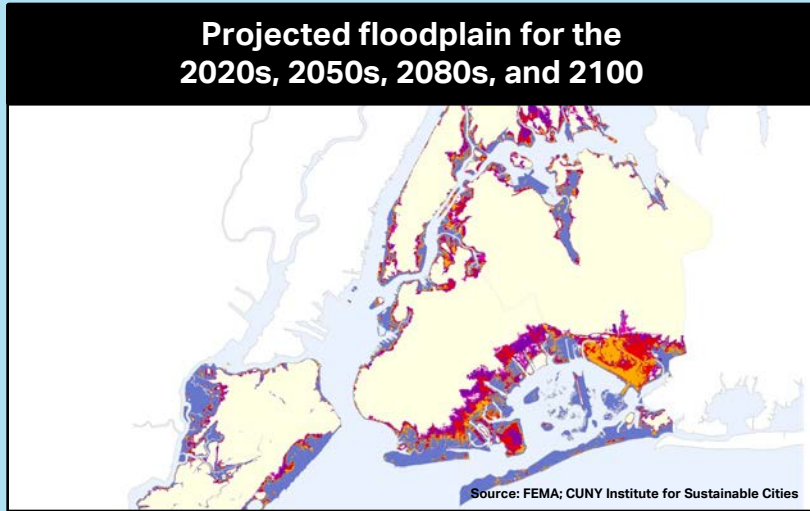 Projected floodplain for the
2020s, 2050s, 2080s, and 2100
Source: FEMA; CUNY Institute for Sustainable Cities